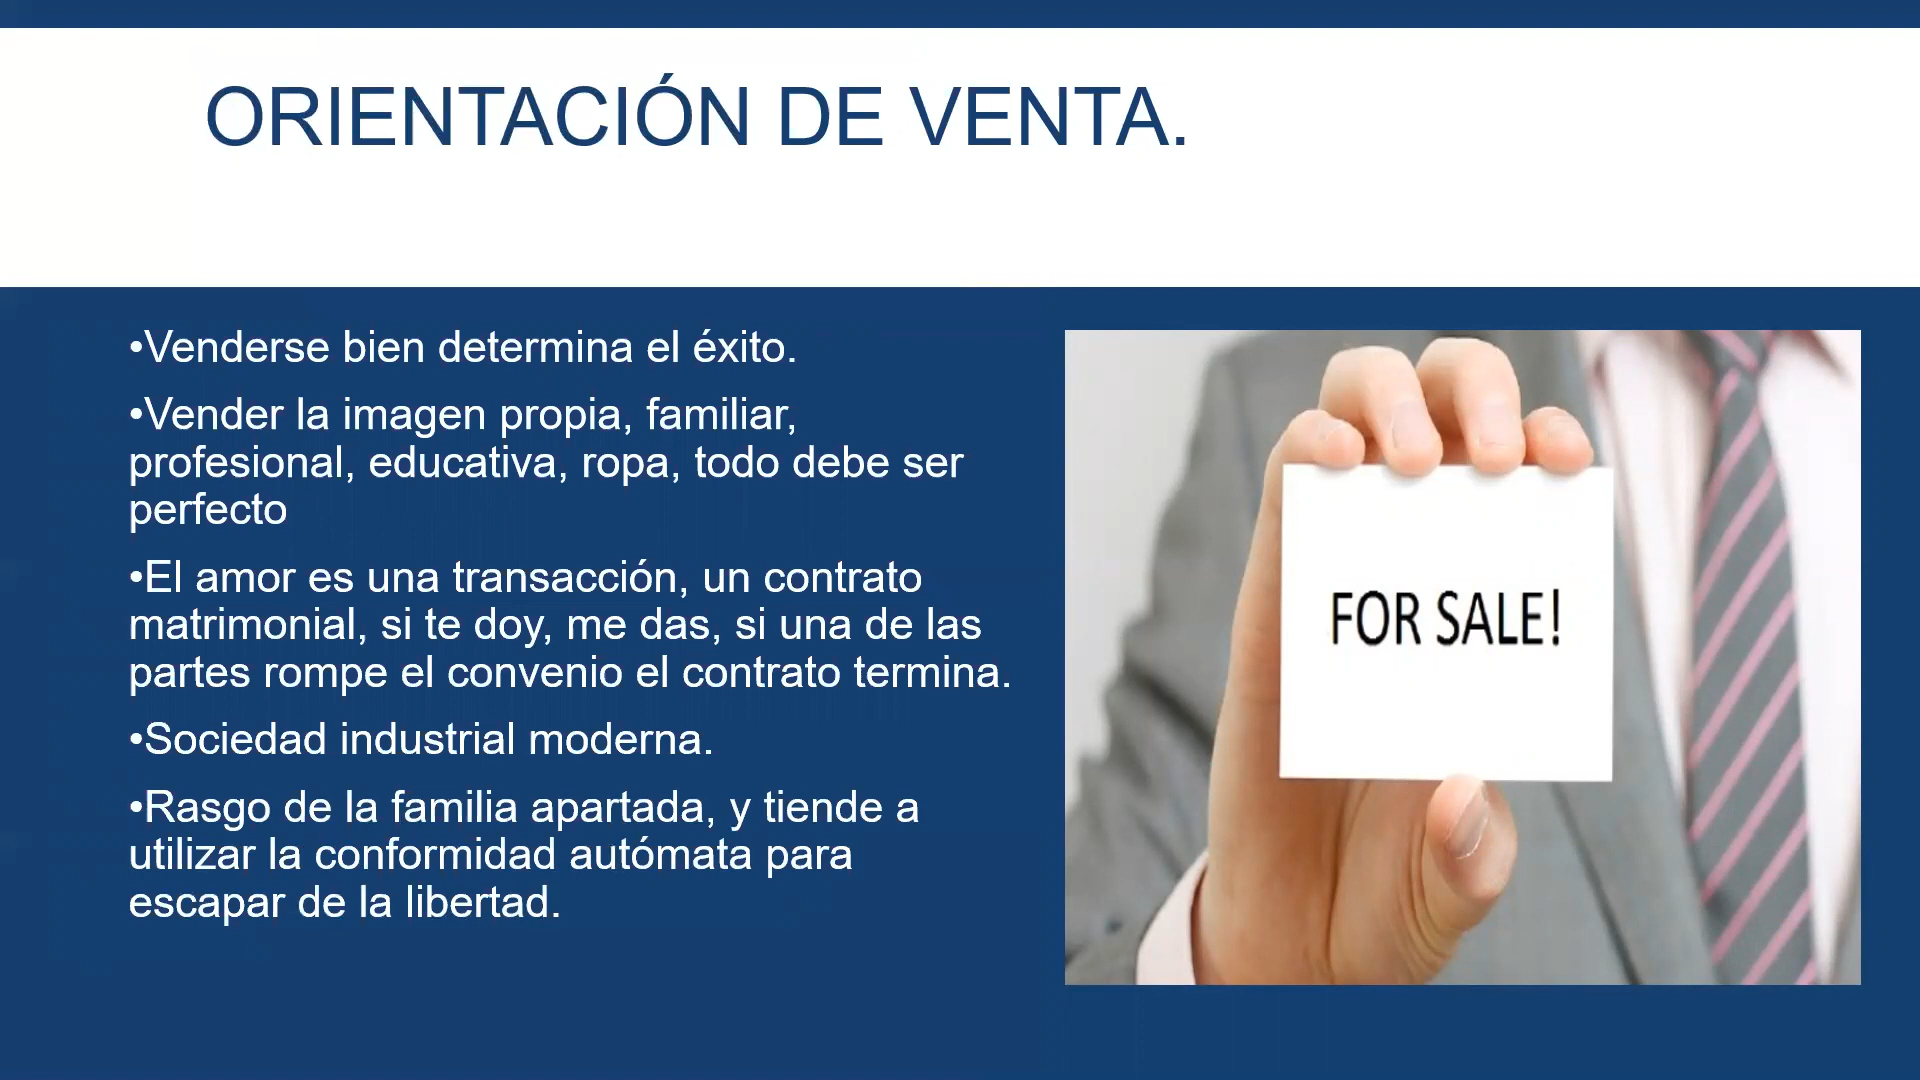 ORIENTACIÓN DE VENTA.
•Venderse bien determina el éxito.
•Vender la imagen propia, familiar,
profesional, educativa, ropa, todo debe ser
perfecto
•El amor es una transacción, un contrato
matrimonial, si te doy, me das, si una de las
partes rompe el convenio el contrato termina.
•Sociedad industrial moderna.
•Rasgo de la familia apartada, y tiende a
utilizar la conformidad autómata para
escapar de la libertad.
FOR SALE!